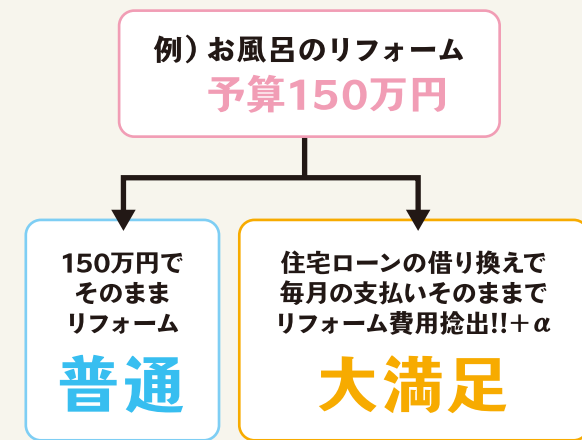 例）お風呂のリフォーム
予算150万円
150万円で
そのまま
リフォーム
普通
住宅ローンの借り換えで
毎月の支払いそのままで
リフォーム費用捻出!!＋α
大満足